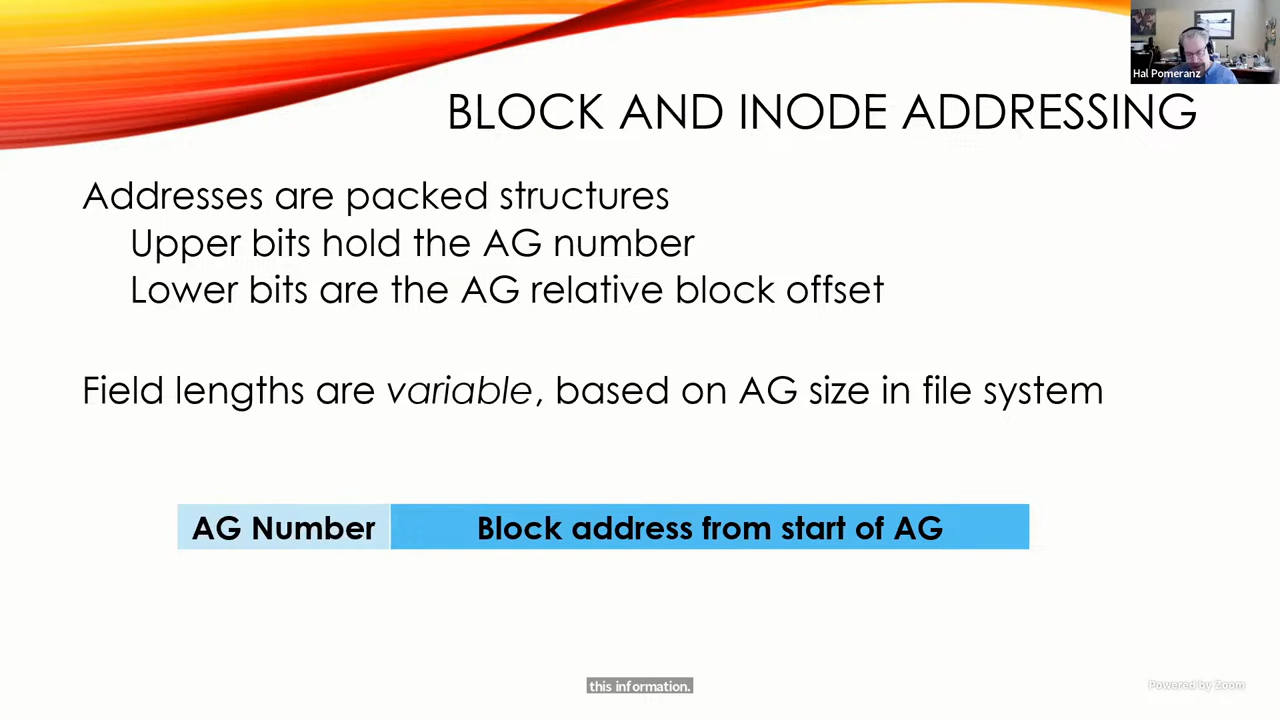 Hal Pomeranz
BLOCK AND INODE ADDRESSING
Addresses are packed structures
Upper bits hold the AG number
Lower bits are the AG relative block offset
Field lengths are variable, based on AG size in file system
AG Number
Block address from start of AG
this information.
Powered by Zoom